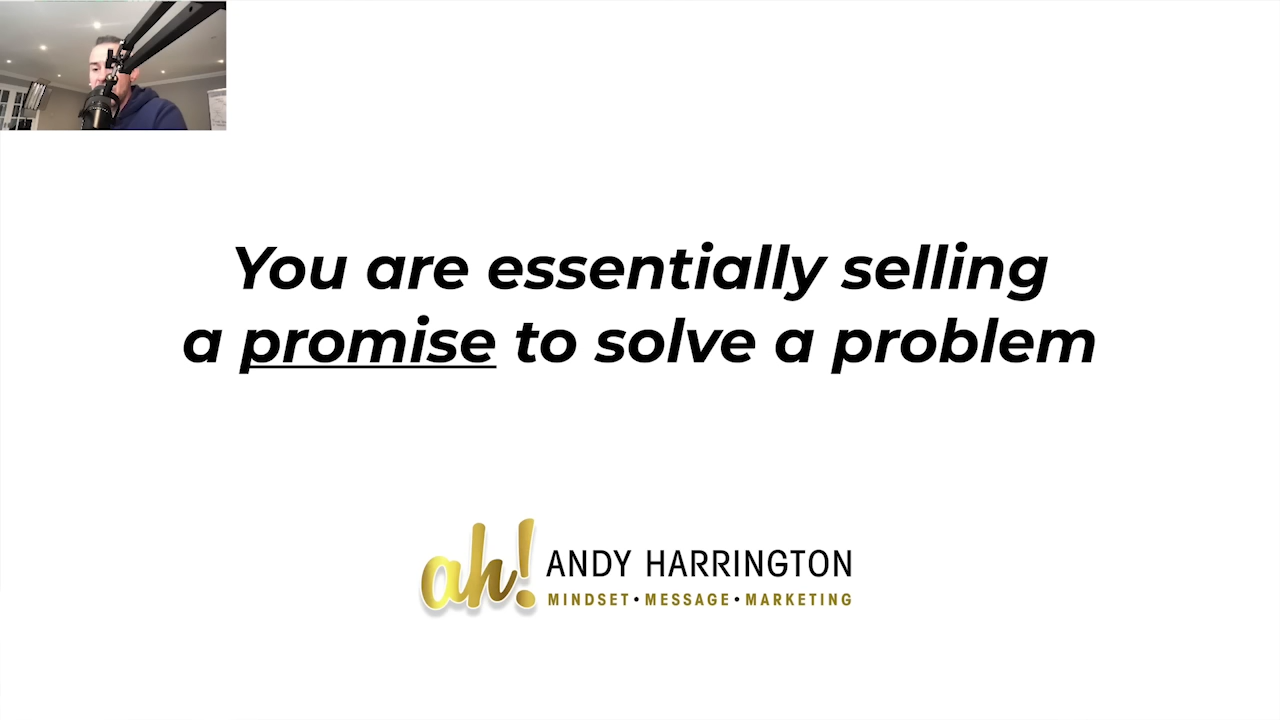 You are essentially selling
a promise to solve a problem
ah! ANDY HARRINGTON
MINDSET • MESSAGE • MARKETING